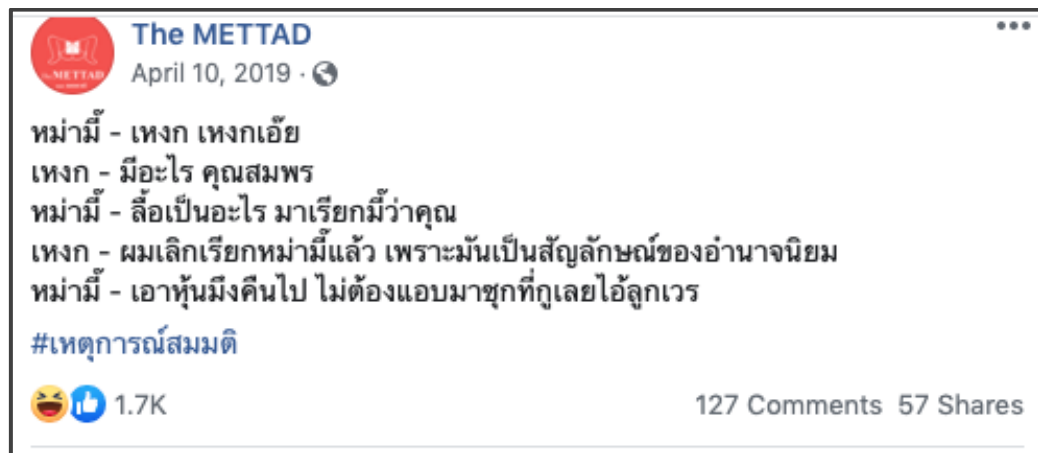 The METTAD
April 10, 2019 ·
The METTAD
หม่ามี๊ - เหงก เหงกเอ๊ย
เหงก - มีอะไร คุณสมพร
หม่ามี๊ - ลื้อเป็นอะไร มาเรียกมี๊ว่าคุณ
เหงก - ผมเลิกเรียกหม่ามี๊แล้ว เพราะมันเป็นสัญลักษณ์ของอำนาจนิยม
หม่ามี๊ - เอาหุ้นมึงคืนไป ไม่ต้องแอบมาซุกที่กูเลยไอ้ลูกเวร
#เหตุการณ์สมมติ
1.7K
127 Comments 57 Shares